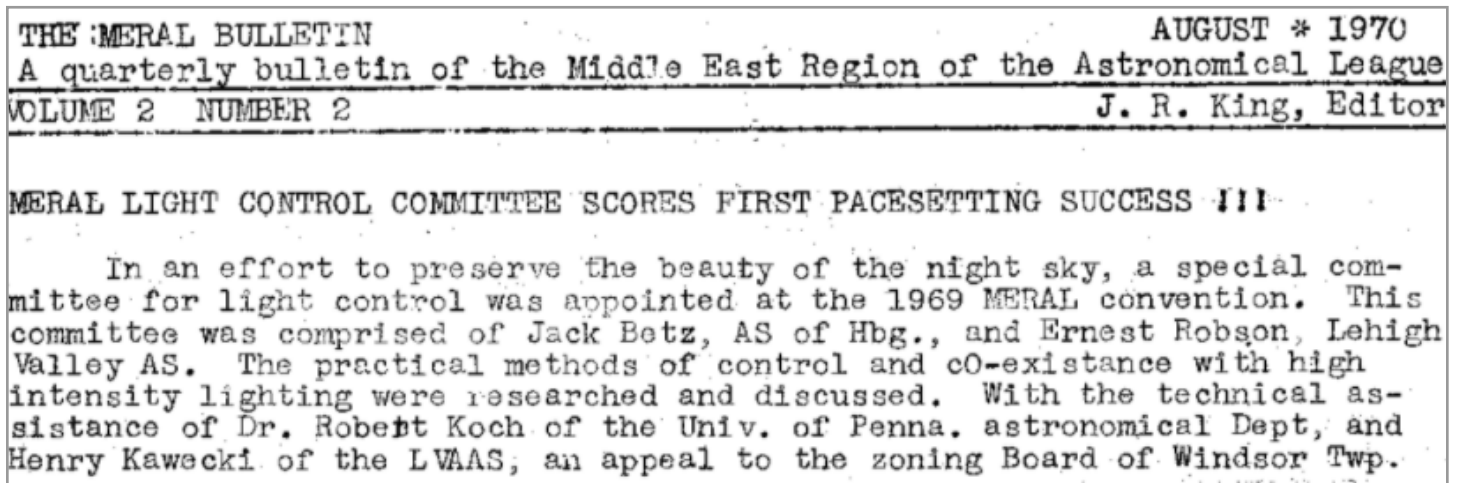 THE MERAL BULLETIN AUGUST * 1970
A quarterly bulletin of the Middle East Region of the Astronomical League
VOLUME 2 NUMBER 2 J. R. King, Editor
MERAL LIGHT CONTROL COMMITTEE SCORES FIRST PACESETTING SUCCESS !!!
In an effort to preserve the beauty of the night sky, a special com-
mittee for light control was appointed at the 1969 MERAL convention. This
committee was comprised of Jack Betz, AS of Hbg., and Ernest Robson, Lehigh
Valley AS. The practical methods of control and cO-existance with high
intensity lighting were researched and discussed. With the technical as-
sistance of Dr. Robert Koch of the Univ. of Penna. astronomical Dept, and
Henry Kawecki of the LVAAS, an appeal to the zoning Board of Windsor Twp.